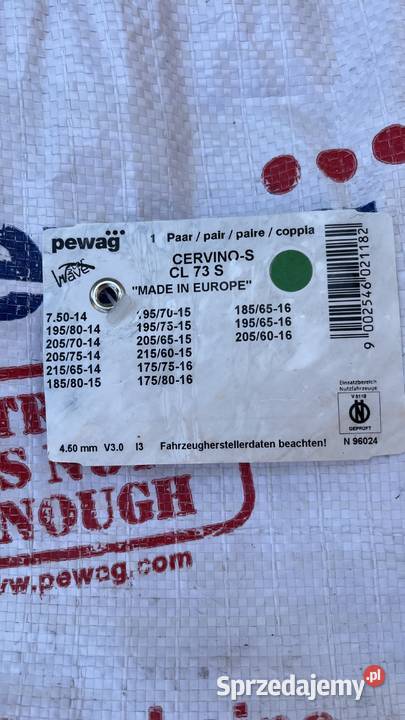 pewag
1 Paar / pair / paire / coppia
snow Wave
CERVINO-S
CL 73 S
"MADE IN EUROPE"
7.50-14 195/70-15 185/65-16
195/80-14 195/75-15 195/65-16
205/70-14 205/65-15 205/60-16
205/75-14 215/60-15
215/65-14 175/75-16
185/80-15 175/80-16
9 002546 021182
Einsatzbereich
Nutzfahrzeuge
V 5119
GEPRÜFT
N 96024
4.50 mm V3.0 I3 Fahrzeugherstellerdaten beachten!
NOUGH
www.pewag.com
Sprzedajemy.pl